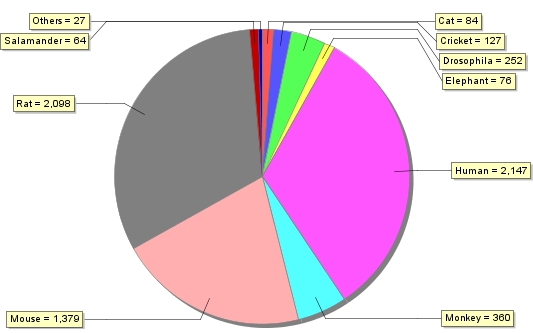 Others = 27
Cat = 84
Salamander = 64
Cricket = 127
Drosophila = 252
Elephant = 76
Rat = 2,098
Human = 2,147
Mouse = 1,379
Monkey = 360